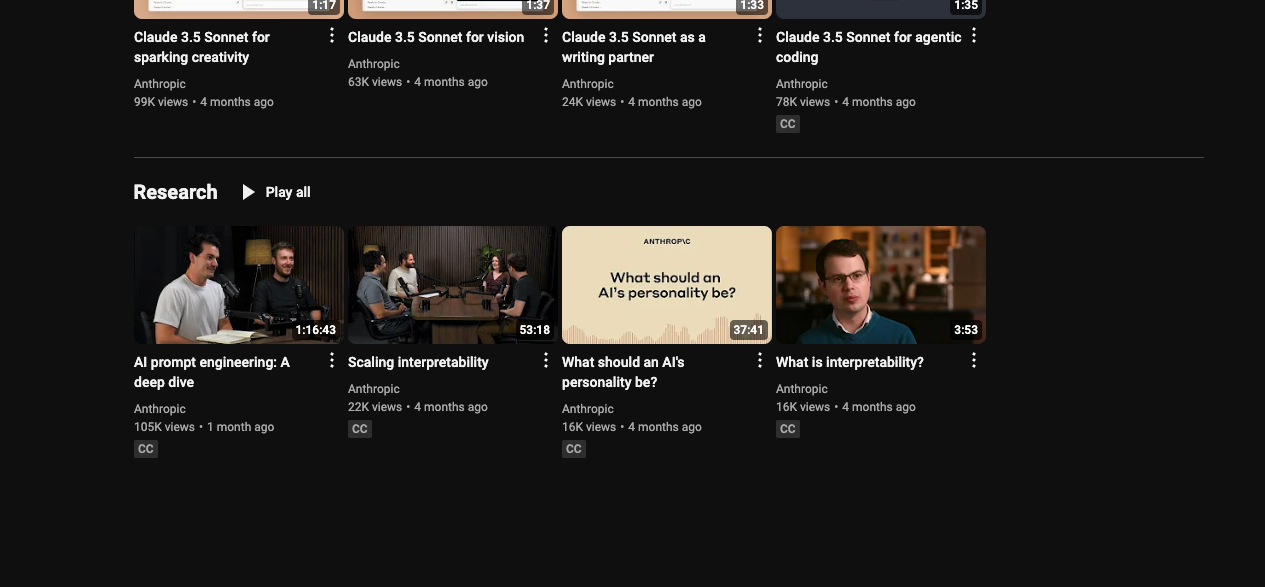 1:17
1:37
1:33
1:35
Claude 3.5 Sonnet for
sparking creativity
Anthropic
99K views • 4 months ago
Claude 3.5 Sonnet for vision
Anthropic
63K views • 4 months ago
Claude 3.5 Sonnet as a
writing partner
Anthropic
24K views • 4 months ago
Claude 3.5 Sonnet for agentic
coding
Anthropic
78K views • 4 months ago
CC
Research
Play all
1:16:43
AI prompt engineering: A
deep dive
Anthropic
105K views • 1 month ago
CC
53:18
Scaling interpretability
Anthropic
22K views • 4 months ago
CC
ANTHROP\C
What should an
AI's personality be?
37:41
What should an AI's
personality be?
Anthropic
16K views • 4 months ago
CC
3:53
What is interpretability?
Anthropic
16K views • 4 months ago
CC